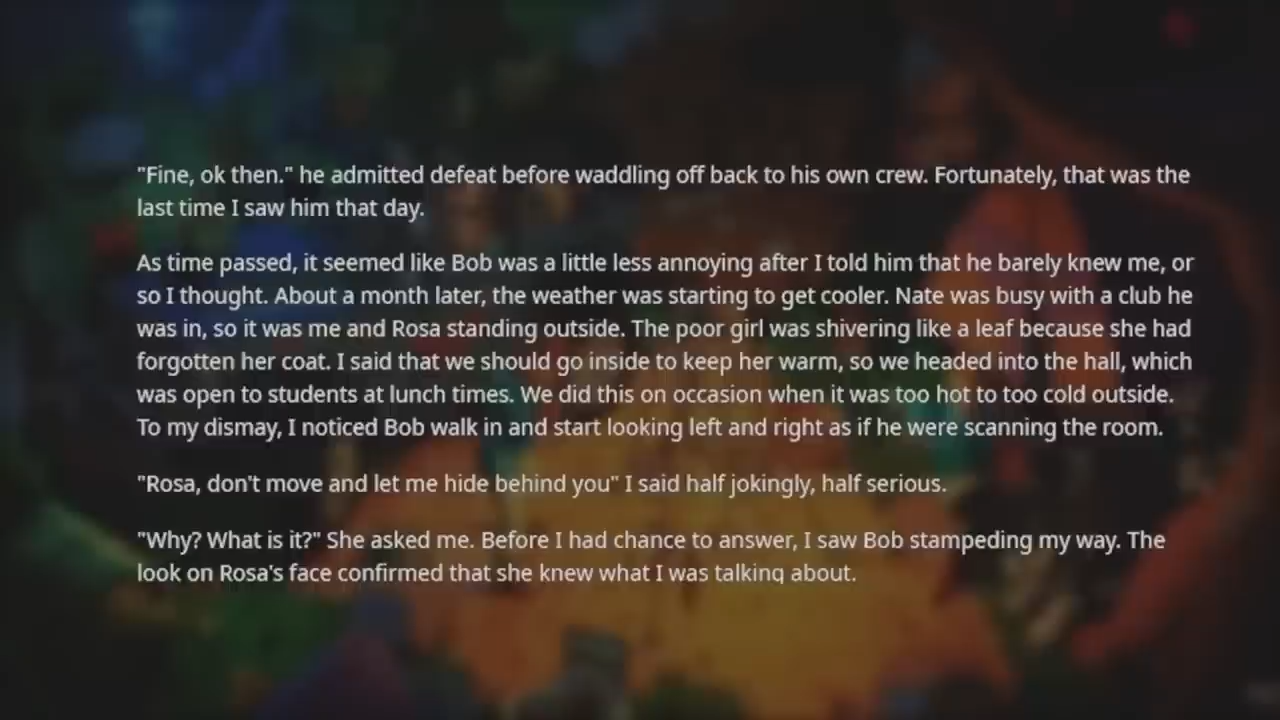 "Fine, ok then." he admitted defeat before waddling off back to his own crew. Fortunately, that was the
last time I saw him that day.
As time passed, it seemed like Bob was a little less annoying after I told him that he barely knew me, or
so I thought. About a month later, the weather was starting to get cooler. Nate was busy with a club he
was in, so it was me and Rosa standing outside. The poor girl was shivering like a leaf because she had
forgotten her coat. I said that we should go inside to keep her warm, so we headed into the hall, which
was open to students at lunch times. We did this on occasion when it was too hot to too cold outside.
To my dismay, I noticed Bob walk in and start looking left and right as if he were scanning the room.
"Rosa, don't move and let me hide behind you" I said half jokingly, half serious.
"Why? What is it?" She asked me. Before I had chance to answer, I saw Bob stampeding my way. The
look on Rosa's face confirmed that she knew what I was talking about.